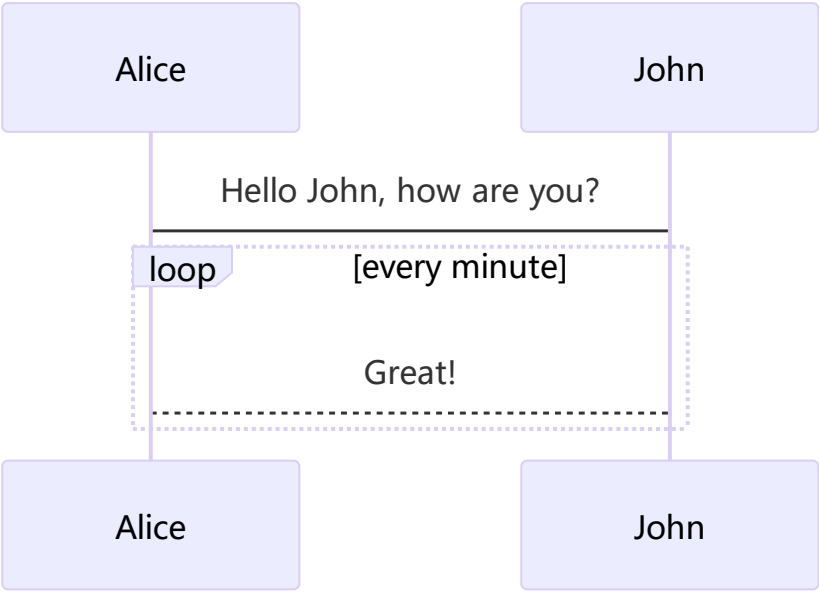 Alice
John
Hello John, how are you?
loop
[every minute]
Great!
Alice
John